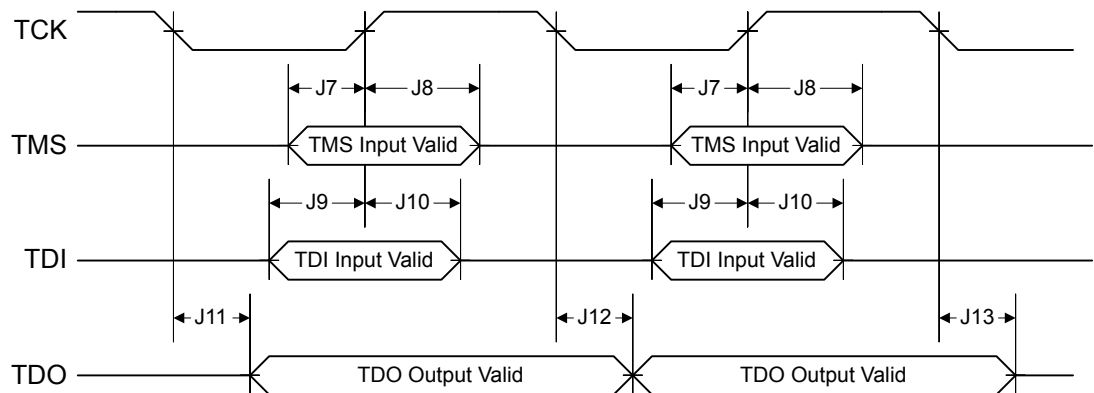 TCK
J7 J8 J7 J8
TMS TMS Input Valid TMS Input Valid
J9 J10 J9 J10
TDI TDI Input Valid TDI Input Valid
J11 J12 J13
TDO TDO Output Valid TDO Output Valid